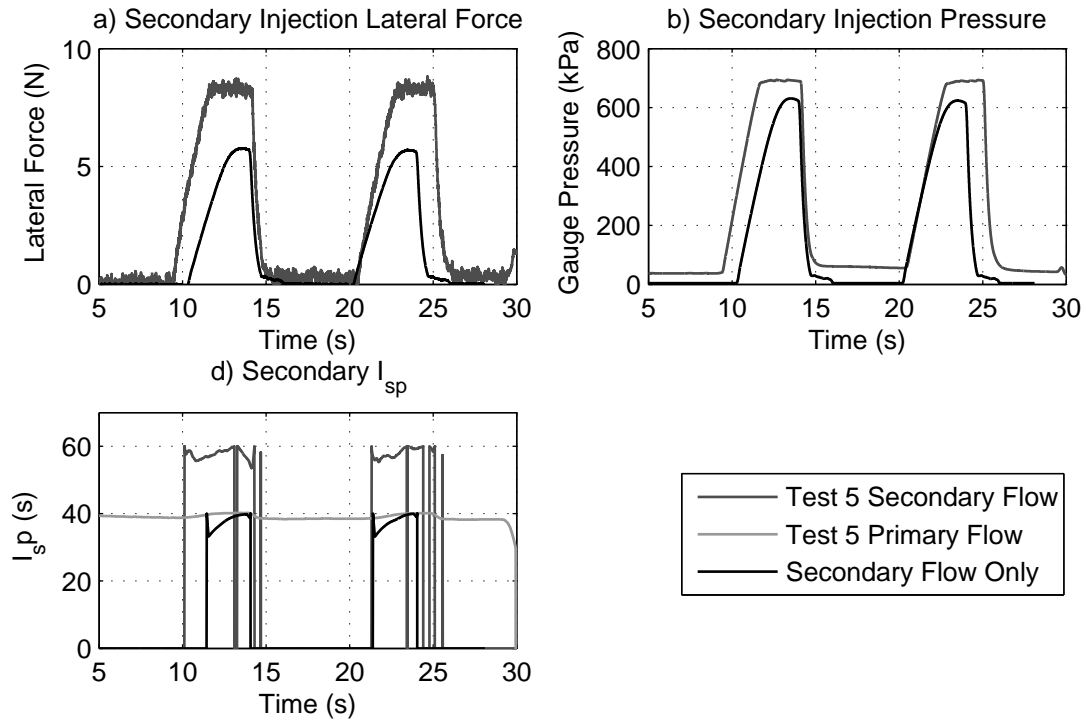 a) Secondary Injection Lateral Force
10
5
0
Lateral Force (N)
5 10 15 20 25 30
Time (s)
b) Secondary Injection Pressure
800
600
400
200
0
Gauge Pressure (kPa)
5 10 15 20 25 30
Time (s)
d) Secondary I_sp
60
40
20
0
I_sp (s)
5 10 15 20 25 30
Time (s)
Test 5 Secondary Flow
Test 5 Primary Flow
Secondary Flow Only